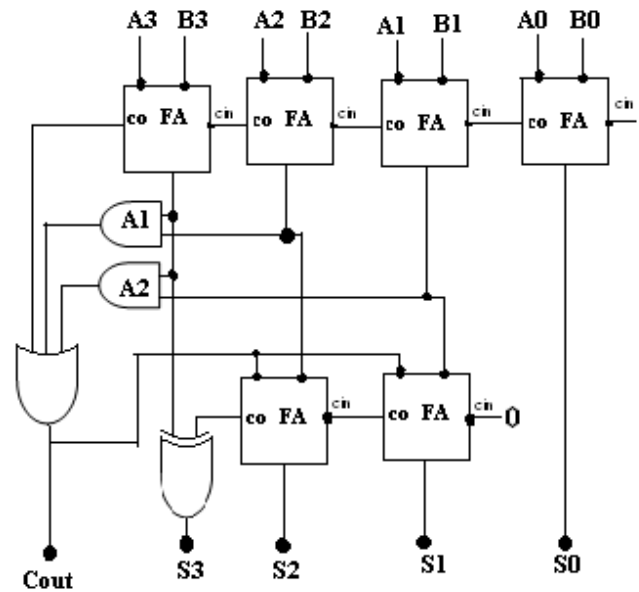 A3 B3 A2 B2 A1 B1 A0 B0
co FA cin co FA cin co FA cin co FA cin
A1
A2
co FA cin co FA cin 0
Cout S3 S2 S1 S0